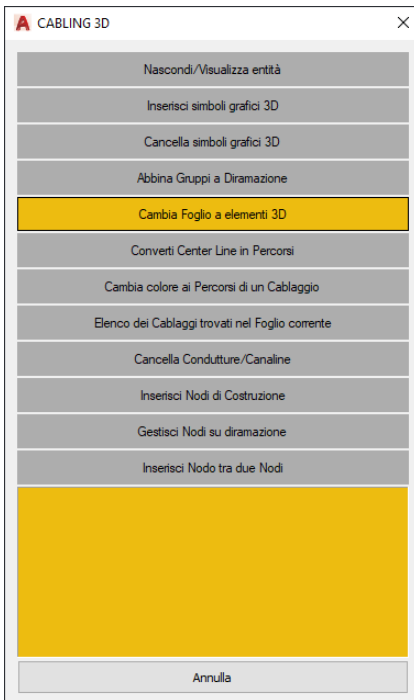 CABLING 3D
Nascondi/Visualizza entità
Inserisci simboli grafici 3D
Cancella simboli grafici 3D
Abbina Gruppi a Diramazione
Cambia Foglio a elementi 3D
Converti Center Line in Percorsi
Cambia colore ai Percorsi di un Cablaggio
Elenco dei Cablaggi trovati nel Foglio corrente
Cancella Condutture/Canaline
Inserisci Nodi di Costruzione
Gestisci Nodi su diramazione
Inserisci Nodo tra due Nodi
Annulla